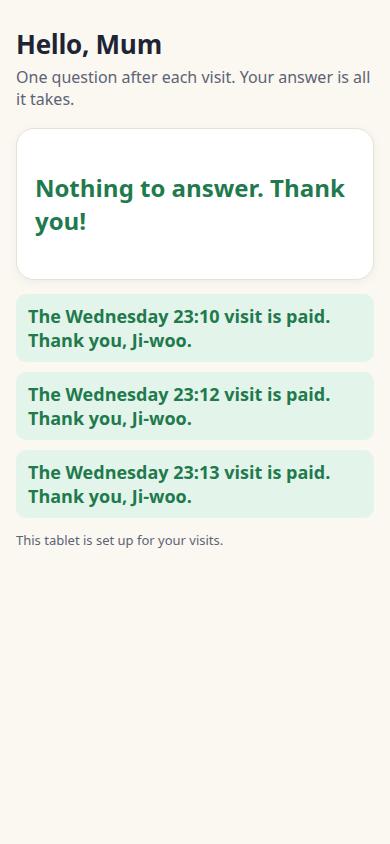 Hello, Mum
One question after each visit. Your answer is all
it takes.
Nothing to answer. Thank
you!
The Wednesday 23:10 visit is paid.
Thank you, Ji-woo.
The Wednesday 23:12 visit is paid.
Thank you, Ji-woo.
The Wednesday 23:13 visit is paid.
Thank you, Ji-woo.
This tablet is set up for your visits.